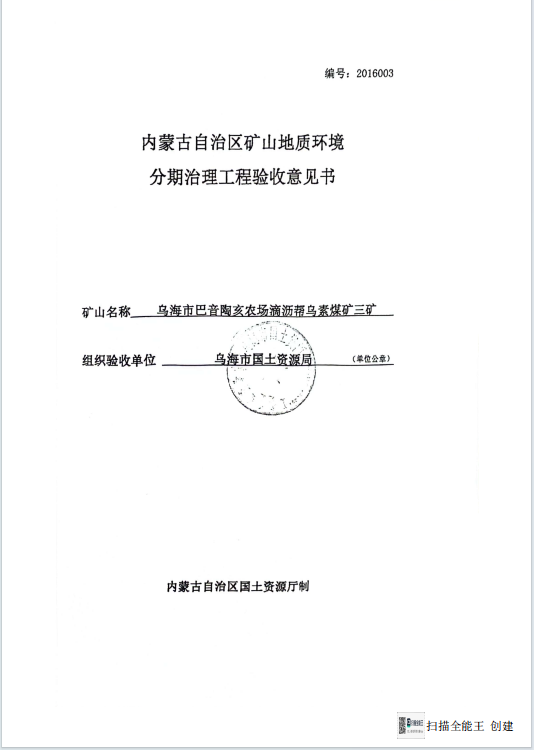 编号：2016003
内蒙古自治区矿山地质环境
分期治理工程验收意见书
矿山名称 乌海市巴音陶亥农场滴沥帮乌素煤矿三矿
组织验收单位 乌海市国土资源局 (单位公章)
内蒙古自治区国土资源厅制
扫描全能王 创建